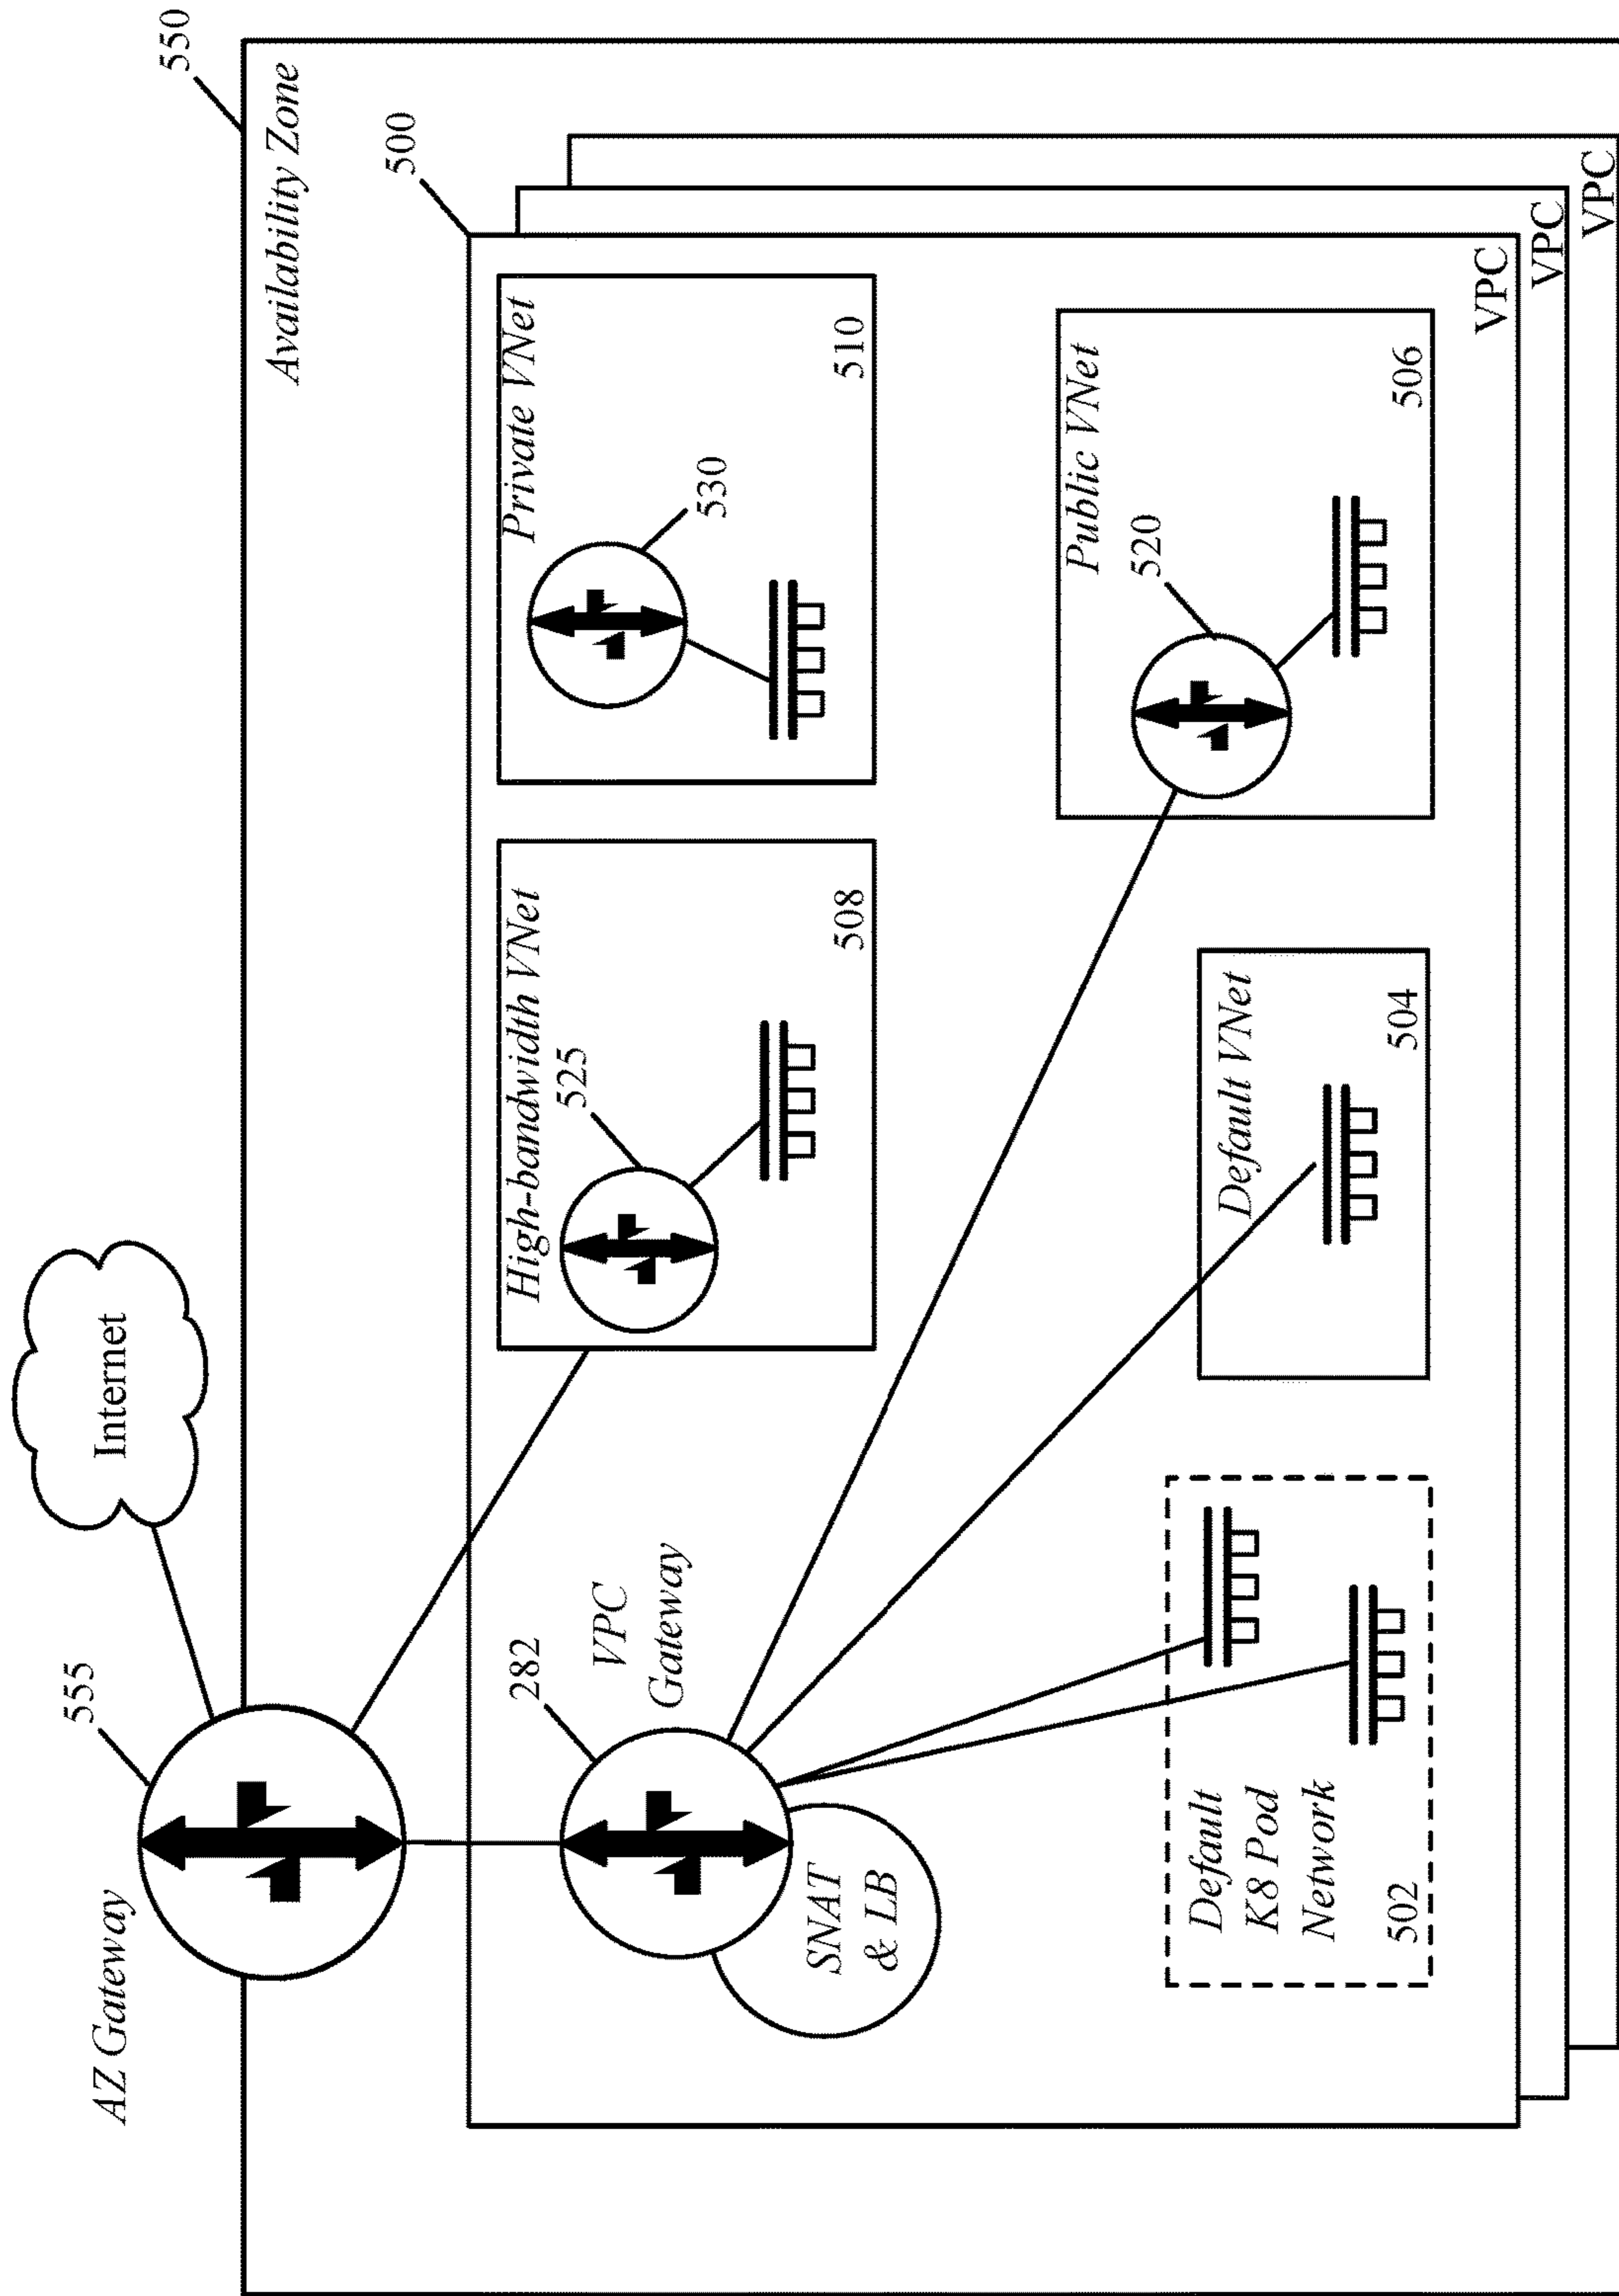 Internet
550
555
AZ Gateway
Availability Zone
500
282
VPC
Gateway
SNAT
& LB
High-bandwidth VNet
525
508
Private VNet
530
510
Default
K8 Pod
Network
502
Default VNet
504
Public VNet
520
506
VPC
VPC
VPC